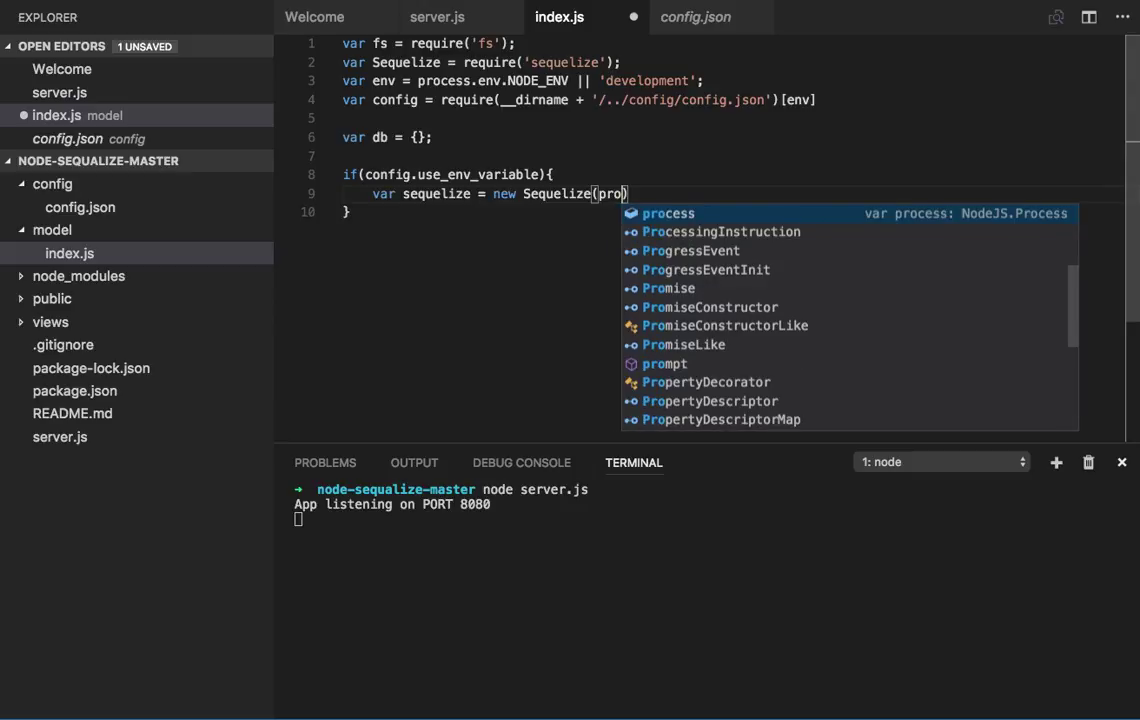 EXPLORER
OPEN EDITORS 1 UNSAVED
Welcome
server.js
index.js model
config.json config
NODE-SEQUALIZE-MASTER
config
config.json
model
index.js
node_modules
public
views
.gitignore
package-lock.json
package.json
README.md
server.js
Welcome server.js index.js config.json
1 var fs = require('fs');
2 var Sequelize = require('sequelize');
3 var env = process.env.NODE_ENV || 'development';
4 var config = require(__dirname + '/../config/config.json')[env]
5
6 var db = {};
7
8 if(config.use_env_variable){
9 var sequelize = new Sequelize(pro)
10 }
process var process: NodeJS.Process
ProcessingInstruction
ProgressEvent
ProgressEventInit
Promise
PromiseConstructor
PromiseConstructorLike
PromiseLike
prompt
PropertyDecorator
PropertyDescriptor
PropertyDescriptorMap
PROBLEMS OUTPUT DEBUG CONSOLE TERMINAL 1: node
➜ node-sequalize-master node server.js
App listening on PORT 8080